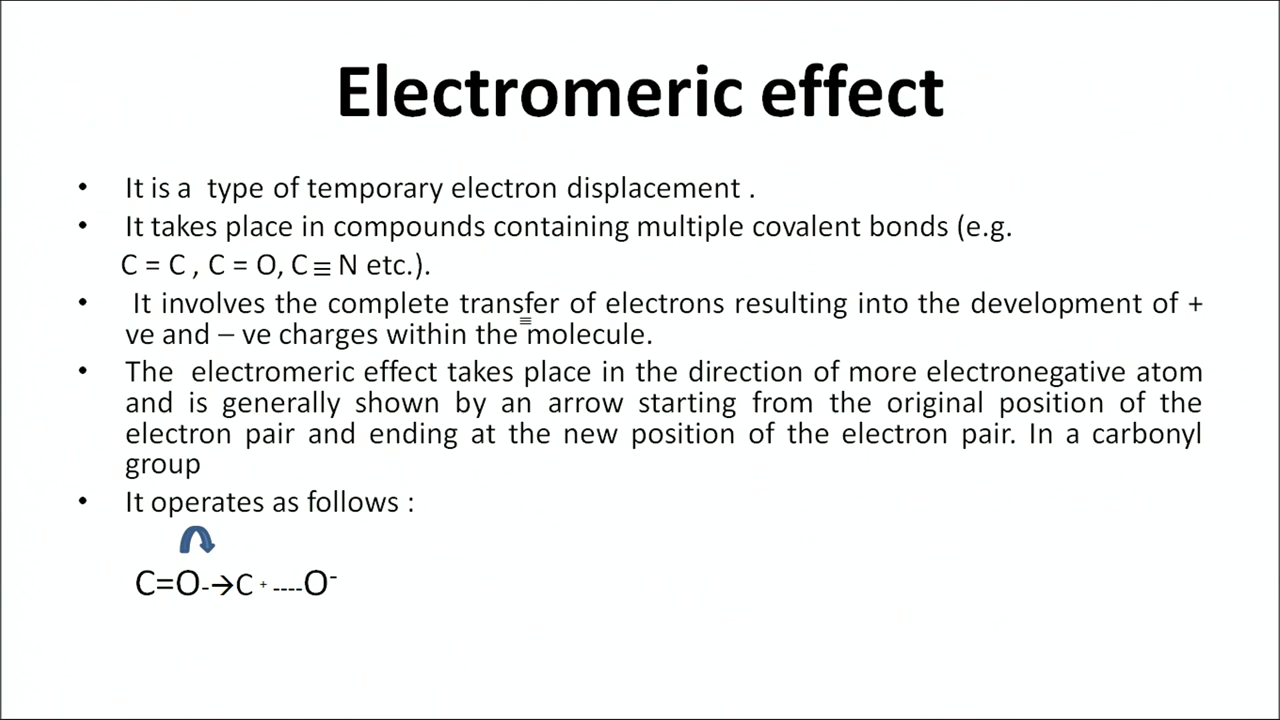 Electromeric effect
• It is a type of temporary electron displacement .
• It takes place in compounds containing multiple covalent bonds (e.g.
C = C , C = O, C ≡ N etc.).
• It involves the complete transfer of electrons resulting into the development of +
≡
ve and – ve charges within the molecule.
• The electromeric effect takes place in the direction of more electronegative atom
and is generally shown by an arrow starting from the original position of the
electron pair and ending at the new position of the electron pair. In a carbonyl
group
• It operates as follows :
C=O-→C + ----O⁻